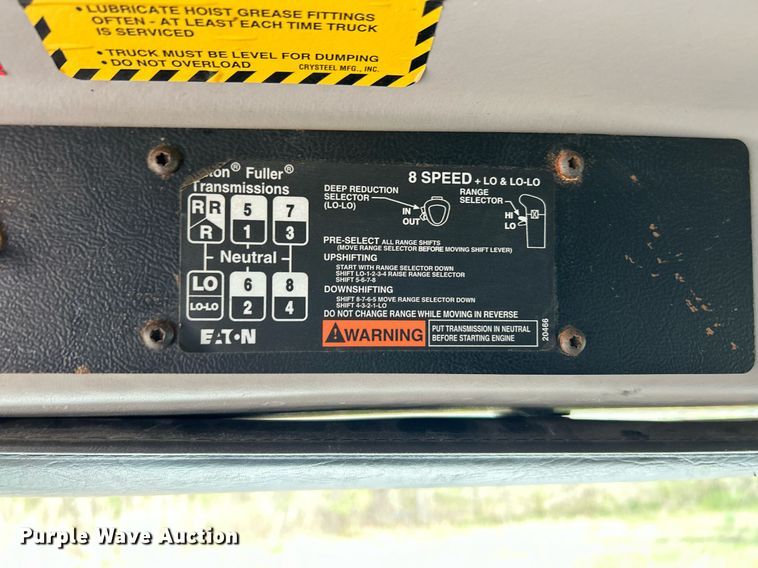 • LUBRICATE HOIST GREASE FITTINGS
OFTEN - AT LEAST EACH TIME TRUCK
IS SERVICED
• TRUCK MUST BE LEVEL FOR DUMPING
• DO NOT OVERLOAD
CRYSTEEL MFG., INC.
Fuller®
Transmissions
R R 5 7
R 1 3
Neutral
LO 6 8
LO-LO 2 4
EATON
8 SPEED + LO & LO-LO
DEEP REDUCTION
SELECTOR
(LO-LO)
IN
OUT
RANGE
SELECTOR
HI
LO
PRE-SELECT ALL RANGE SHIFTS
(MOVE RANGE SELECTOR BEFORE MOVING SHIFT LEVER)
UPSHIFTING
START WITH RANGE SELECTOR DOWN
SHIFT LO-1-2-3-4 RAISE RANGE SELECTOR
SHIFT 5-6-7-8
DOWNSHIFTING
SHIFT 8-7-6-5 MOVE RANGE SELECTOR DOWN
SHIFT 4-3-2-1-LO
DO NOT CHANGE RANGE WHILE MOVING IN REVERSE
WARNING
PUT TRANSMISSION IN NEUTRAL
BEFORE STARTING ENGINE
20466
Purple Wave Auction